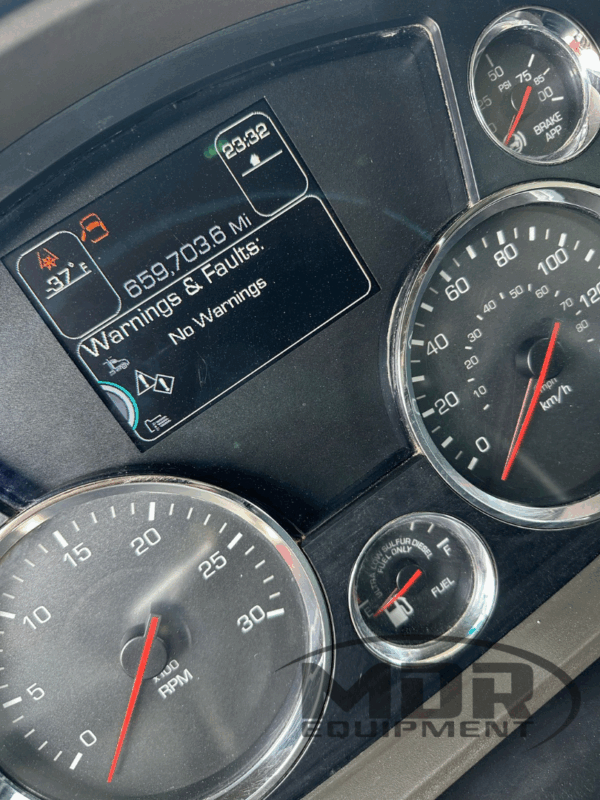 23:32
-37° F
659,703.6 Mi
Warnings & Faults:
No Warnings
50
75
85
PSI
BRAKE
APP
0
20
40
60
80
100
120
10
20
30
40
50
60
70
80
mph
km/h
0
5
10
15
20
25
30
x100
RPM
ULTRA LOW SULFUR DIESEL
FUEL ONLY
F
FUEL
MDR
EQUIPMENT